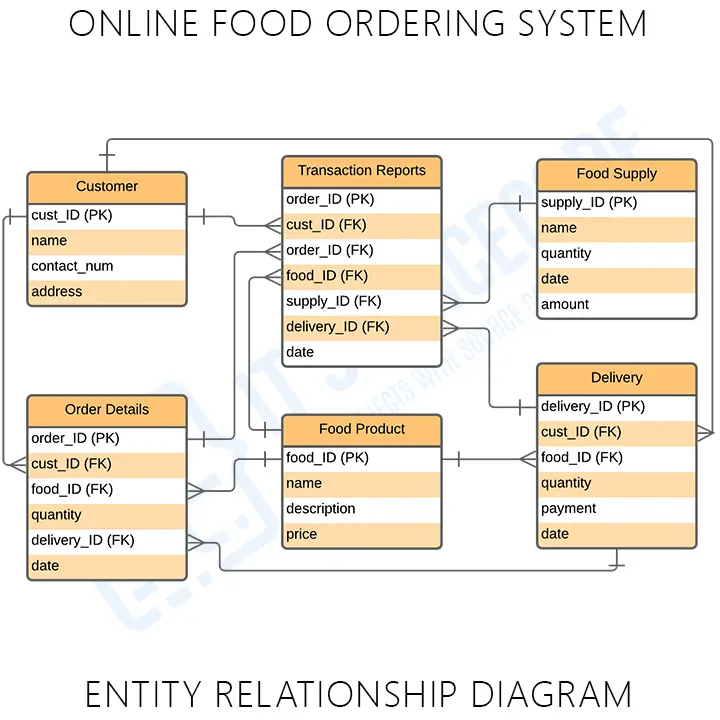 ONLINE FOOD ORDERING SYSTEM
Customer
cust_ID (PK)
name
contact_num
address
Transaction Reports
order_ID (PK)
cust_ID (FK)
order_ID (FK)
food_ID (FK)
supply_ID (FK)
delivery_ID (FK)
date
Food Supply
supply_ID (PK)
name
quantity
date
amount
Order Details
order_ID (PK)
cust_ID (FK)
food_ID (FK)
quantity
delivery_ID (FK)
date
Food Product
food_ID (PK)
name
description
price
Delivery
delivery_ID (PK)
cust_ID (FK)
food_ID (FK)
quantity
payment
date
ENTITY RELATIONSHIP DIAGRAM